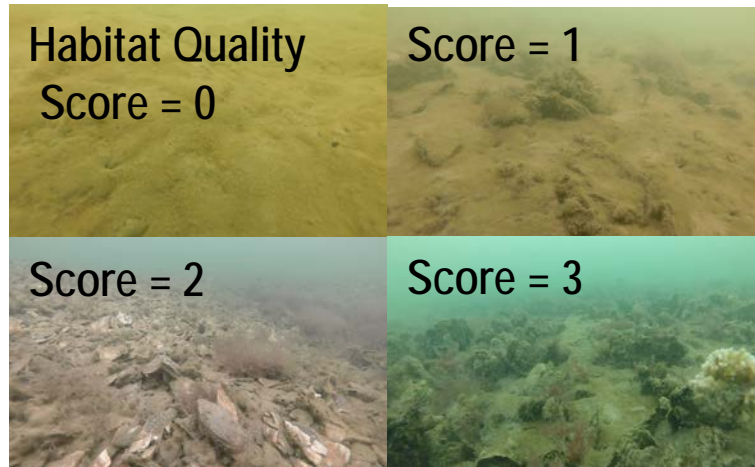 Habitat Quality
Score = 0
Score = 1
Score = 2
Score = 3